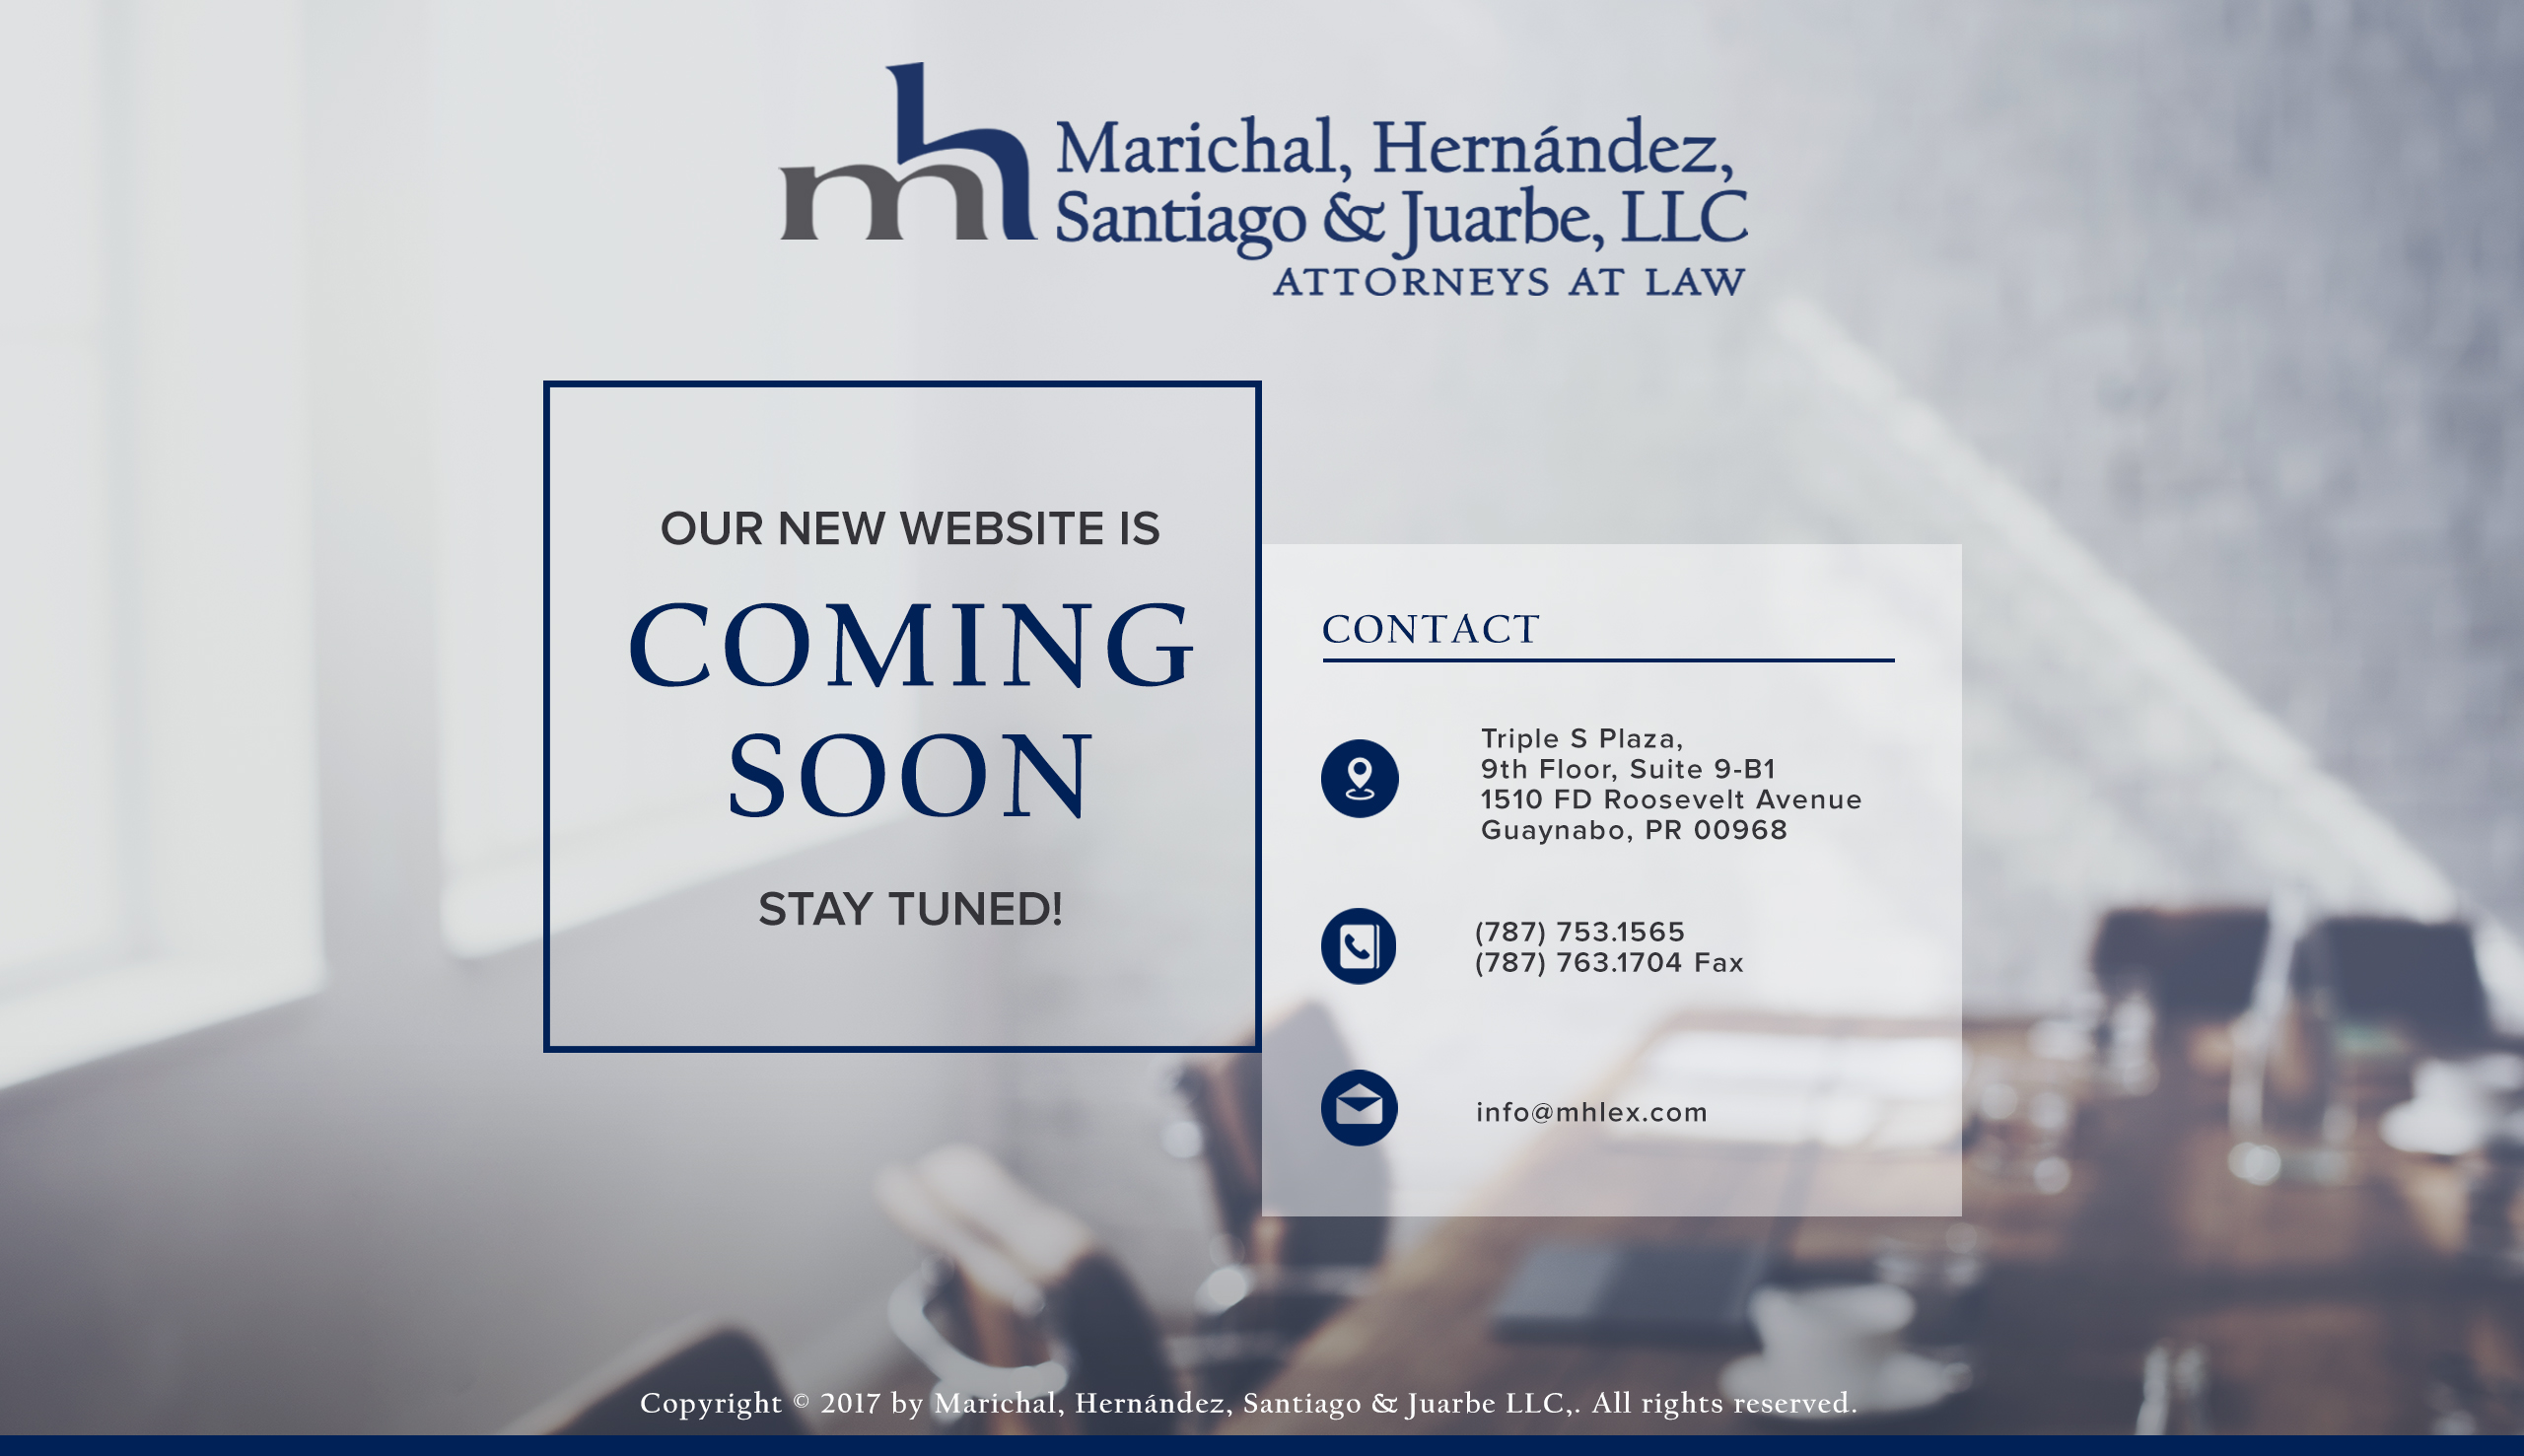 mh
Marichal, Hernández,
Santiago & Juarbe, LLC
ATTORNEYS AT LAW
OUR NEW WEBSITE IS
COMING
SOON
STAY TUNED!
CONTACT
Triple S Plaza,
9th Floor, Suite 9-B1
1510 FD Roosevelt Avenue
Guaynabo, PR 00968
(787) 753.1565
(787) 763.1704 Fax
info@mhlex.com
Copyright © 2017 by Marichal, Hernández, Santiago & Juarbe LLC,. All rights reserved.